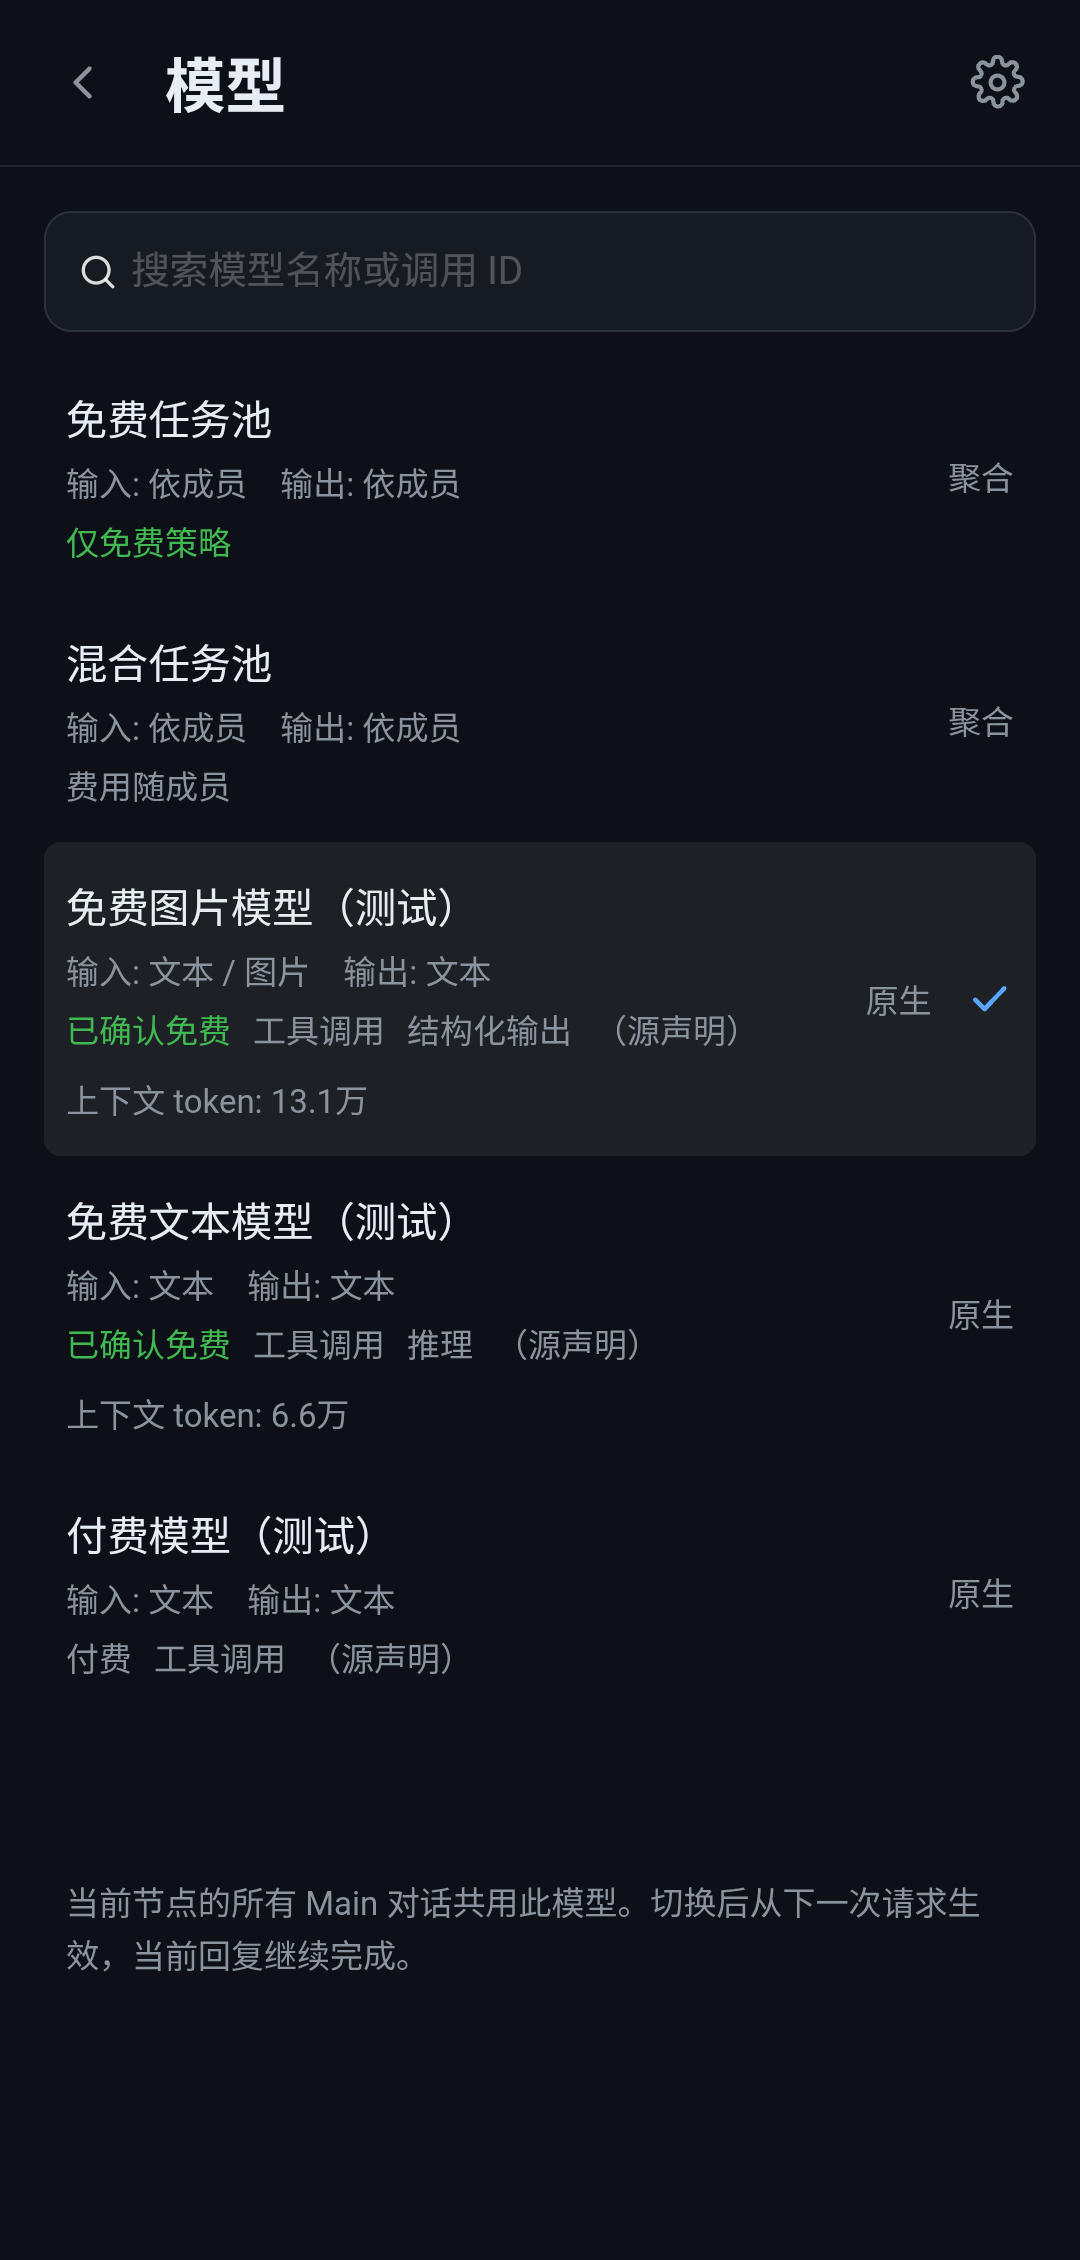 模型
搜索模型名称或调用 ID
免费任务池
输入: 依成员 输出: 依成员
聚合
仅免费策略
混合任务池
输入: 依成员 输出: 依成员
聚合
费用随成员
免费图片模型（测试）
输入: 文本 / 图片 输出: 文本
原生
已确认免费 工具调用 结构化输出 （源声明）
上下文 token: 13.1万
免费文本模型（测试）
输入: 文本 输出: 文本
原生
已确认免费 工具调用 推理 （源声明）
上下文 token: 6.6万
付费模型（测试）
输入: 文本 输出: 文本
原生
付费 工具调用 （源声明）
当前节点的所有 Main 对话共用此模型。切换后从下一次请求生
效，当前回复继续完成。